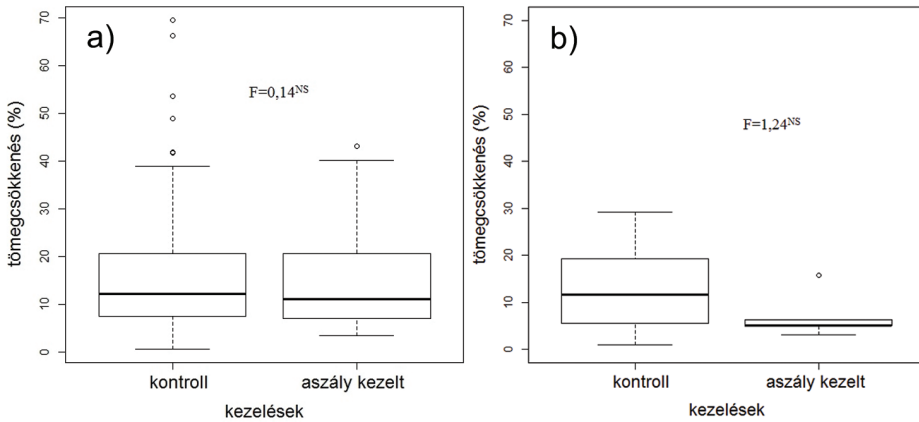 a)
F=0,14NS
tömegcsökkenés (%)
70
60
50
40
30
20
10
0
kontroll
aszály kezelt
kezelések
b)
F=1,24NS
tömegcsökkenés (%)
70
60
50
40
30
20
10
0
kontroll
aszály kezelt
kezelések